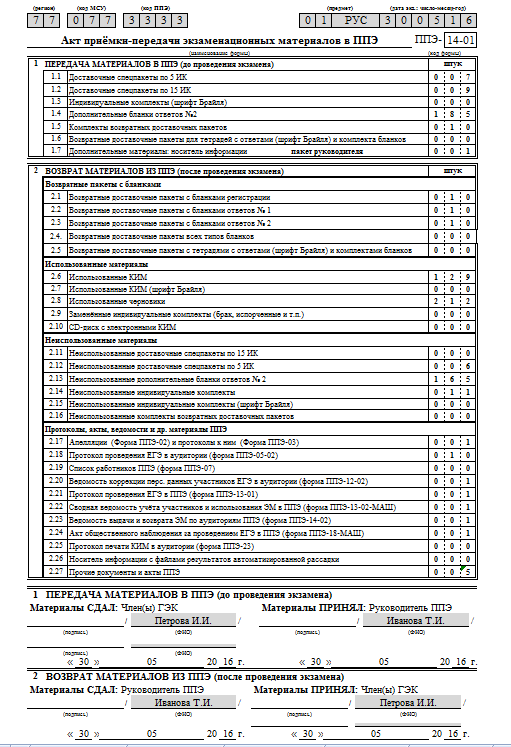 (регион) (код МСУ) (код ППЭ) (предмет) (дата экз.: число-месяц-год)
7 7 0 7 7 3 3 3 3 0 1 РУС 3 0 0 5 1 6
Акт приёмки-передачи экзаменационных материалов в ППЭ ППЭ- 14-01
(наименование формы) (код формы)
1 ПЕРЕДАЧА МАТЕРИАЛОВ В ППЭ (до проведения экзамена) штук
1.1 Доставочные спецпакеты по 5 ИК 0 0 7
1.2 Доставочные спецпакеты по 15 ИК 0 0 9
1.3 Индивидуальные комплекты (шрифт Брайля) 0 0 0
1.4 Дополнительные бланки ответов №2 1 8 5
1.5 Комплекты возвратных доставочных пакетов 0 1 0
1.6 Возвратные доставочные пакеты для тетрадей с ответами (шрифт Брайля) и комплекта бланков 0 0 0
1.7 Дополнительные материалы: носитель информации пакет руководителя 0 0 1
2 ВОЗВРАТ МАТЕРИАЛОВ ИЗ ППЭ (после проведения экзамена) штук
Возвратные пакеты с бланками
2.1 Возвратные доставочные пакеты с бланками регистрации 0 1 0
2.2 Возвратные доставочные пакеты с бланками ответов № 1 0 1 0
2.3 Возвратные доставочные пакеты с бланками ответов № 2 0 1 0
2.4. Возвратные доставочные пакеты всех типов бланков 0 0 0
2.5 Возвратные доставочные пакеты с тетрадями с ответами (шрифт Брайля) и комплектами бланков 0 0 0
Использованные материалы
2.6 Использованные КИМ 1 2 9
2.7 Использованные КИМ (шрифт Брайля) 0 0 0
2.8 Использованные черновики 2 1 2
2.9 Заменённые индивидуальные комплекты (брак, испорченные и т.п.) 0 0 0
2.10 CD-диск с электронными КИМ 0 0 0
Неиспользованные материалы
2.11 Неиспользованные доставочные спецпакеты по 15 ИК 0 0 0
2.12 Неиспользованные доставочные спецпакеты по 5 ИК 0 0 6
2.13 Неиспользованные дополнительные бланки ответов № 2 1 6 5
2.14 Неиспользованные индивидуальные комплекты 0 1 1
2.15 Неиспользованные индивидуальные комплекты (шрифт Брайля) 0 0 0
2.16 Неиспользованные комплекты возвратных доставочных пакетов 0 0 0
Протоколы, акты, ведомости и др. материалы ППЭ
2.17 Апелляции (Форма ППЭ-02) и протоколы к ним (Форма ППЭ-03) 0 0 1
2.18 Протокол проведения ЕГЭ в аудитории (форма ППЭ-05-02) 0 1 0
2.19 Список работников ППЭ (форма ППЭ-07) 0 0 0
2.20 Ведомость коррекции перс. данных участников ЕГЭ в аудитории (форма ППЭ-12-02) 0 0 1
2.21 Протокол проведения ЕГЭ в ППЭ (форма ППЭ-13-01) 0 0 1
2.22 Сводная ведомость учёта участников и использования ЭМ в ППЭ (форма ППЭ-13-02-МАШ) 0 0 1
2.23 Ведомость выдачи и возврата ЭМ по аудиториям ППЭ (форма ППЭ-14-02) 0 0 1
2.24 Акт общественного наблюдения за проведением ЕГЭ в ППЭ (форма ППЭ-18-МАШ) 0 0 1
2.25 Протокол печати КИМ в аудитории (форма ППЭ-23) 0 0 0
2.26 Носитель информации с файлами результатов автоматизированной рассадки 0 0 0
2.27 Прочие документы и акты ППЭ 0 0 5
1 ПЕРЕДАЧА МАТЕРИАЛОВ В ППЭ (до проведения экзамена)
Материалы СДАЛ: Член(ы) ГЭК Материалы ПРИНЯЛ: Руководитель ППЭ
/ Петрова И.И. / / Иванова Т.И. /
(подпись) (ФИО) (подпись) (ФИО)
« 30 » 05 20 16 г. « 30 » 05 20 16 г.
2 ВОЗВРАТ МАТЕРИАЛОВ ИЗ ППЭ (после проведения экзамена)
Материалы СДАЛ: Руководитель ППЭ Материалы ПРИНЯЛ: Член(ы) ГЭК
/ Иванова Т.И. / / Петрова И.И. /
(подпись) (ФИО) (подпись) (ФИО)
« 30 » 05 20 16 г. « 30 » 05 20 16 г.